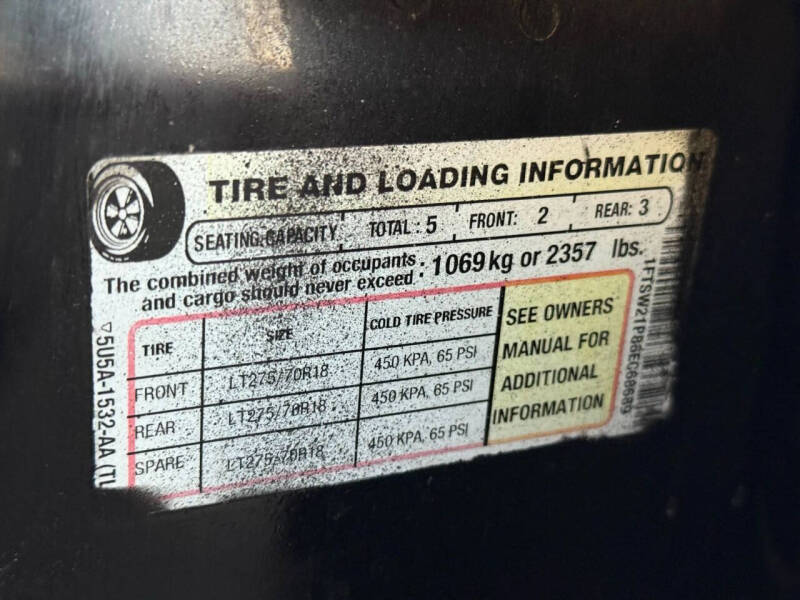 TIRE AND LOADING INFORMATION
SEATING CAPACITY TOTAL : 5 FRONT: 2 REAR: 3
The combined weight of occupants
and cargo should never exceed : 1069 kg or 2357 lbs.
TIRE SIZE COLD TIRE PRESSURE
FRONT LT275/70R18 450 KPA, 65 PSI
REAR LT275/70R18 450 KPA, 65 PSI
SPARE LT275/70R18 450 KPA, 65 PSI
SEE OWNERS
MANUAL FOR
ADDITIONAL
INFORMATION
5U5A-1532-AA (TL
1FTSW21P86EC68689